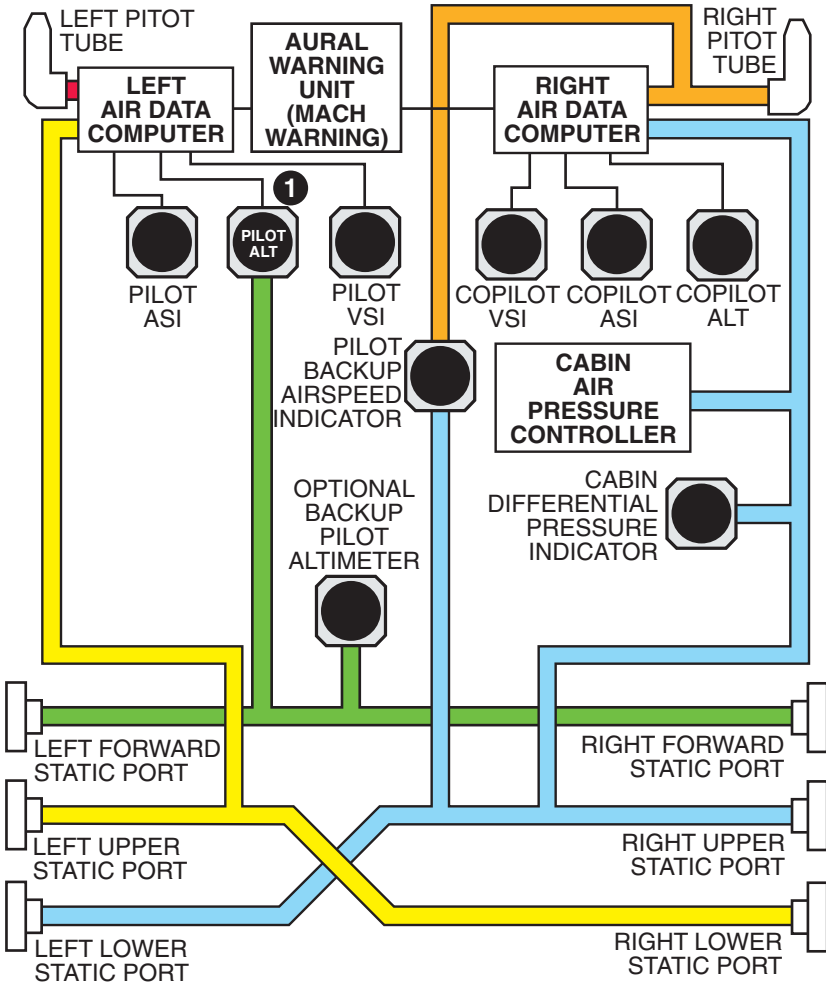 LEFT PITOT
TUBE
LEFT
AIR DATA
COMPUTER
AURAL
WARNING
UNIT
(MACH
WARNING)
RIGHT
AIR DATA
COMPUTER
RIGHT
PITOT
TUBE
1
PILOT
ALT
PILOT
ASI
PILOT
VSI
COPILOT
VSI
COPILOT
ASI
COPILOT
ALT
PILOT
BACKUP
AIRSPEED
INDICATOR
CABIN
AIR
PRESSURE
CONTROLLER
OPTIONAL
BACKUP
PILOT
ALTIMETER
CABIN
DIFFERENTIAL
PRESSURE
INDICATOR
LEFT FORWARD
STATIC PORT
RIGHT FORWARD
STATIC PORT
LEFT UPPER
STATIC PORT
RIGHT UPPER
STATIC PORT
LEFT LOWER
STATIC PORT
RIGHT LOWER
STATIC PORT